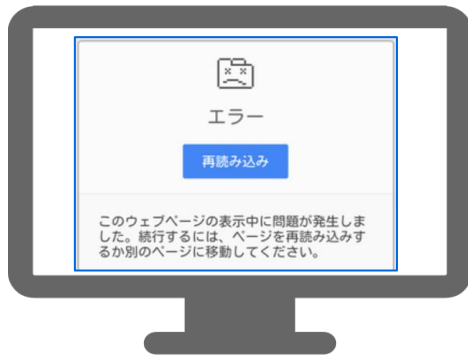 エラー
再読み込み
このウェブページの表示中に問題が発生しま
した。続行するには、ページを再読み込みす
るか別のページに移動してください。